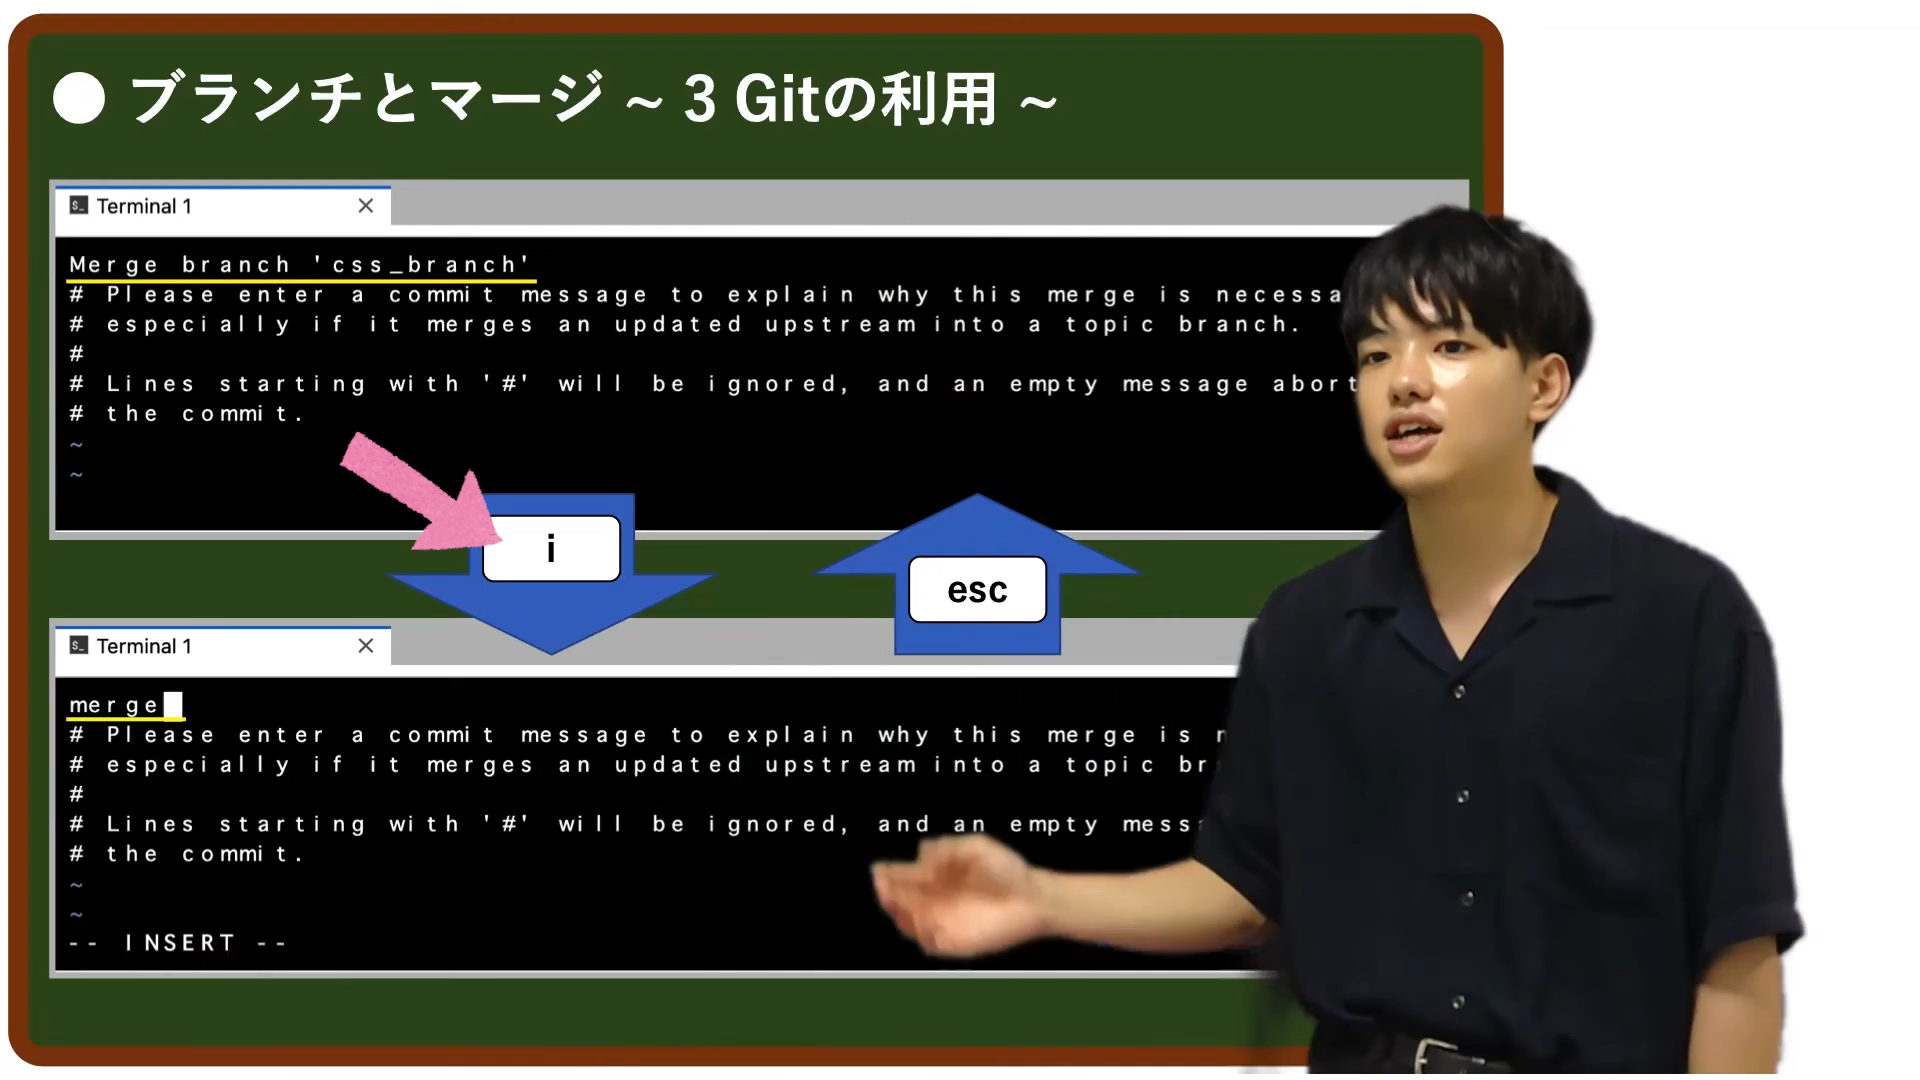 ● ブランチとマージ ~ 3 Gitの利用 ~
Terminal 1
Merge branch 'css_branch'
# Please enter a commit message to explain why this merge is
# especially if it merges an updated upstream into a topic branch.
#
# Lines starting with '#' will be ignored, and an empty message
# the commit.
~
~
i
esc
Terminal 1
merge
# Please enter a commit message to explain why this merge is
# especially if it merges an updated upstream into a topic
#
# Lines starting with '#' will be ignored, and an empty
# the commit.
~
~
-- INSERT --